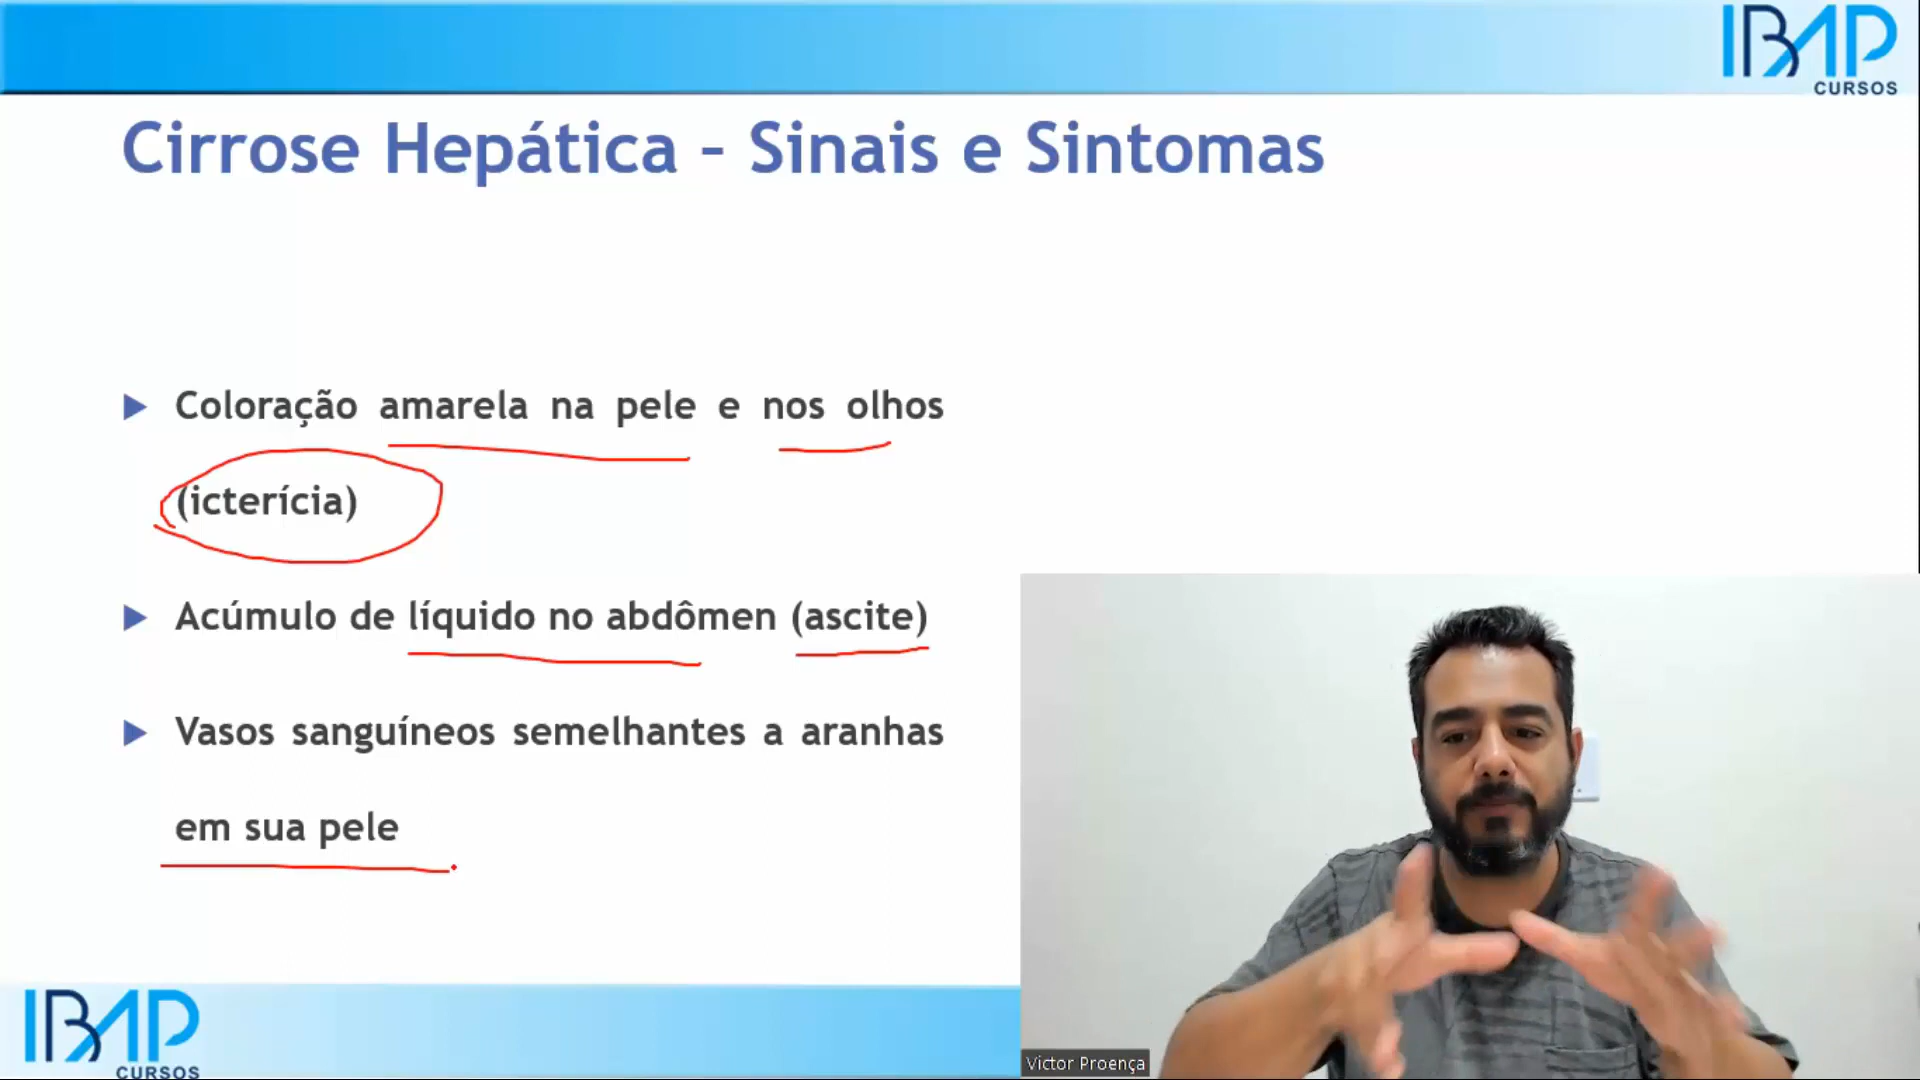 IBAP
CURSOS
Cirrose Hepática - Sinais e Sintomas
Coloração amarela na pele e nos olhos
(icterícia)
Acúmulo de líquido no abdômen (ascite)
Vasos sanguíneos semelhantes a aranhas
em sua pele
IBAP
CURSOS
Victor Proença